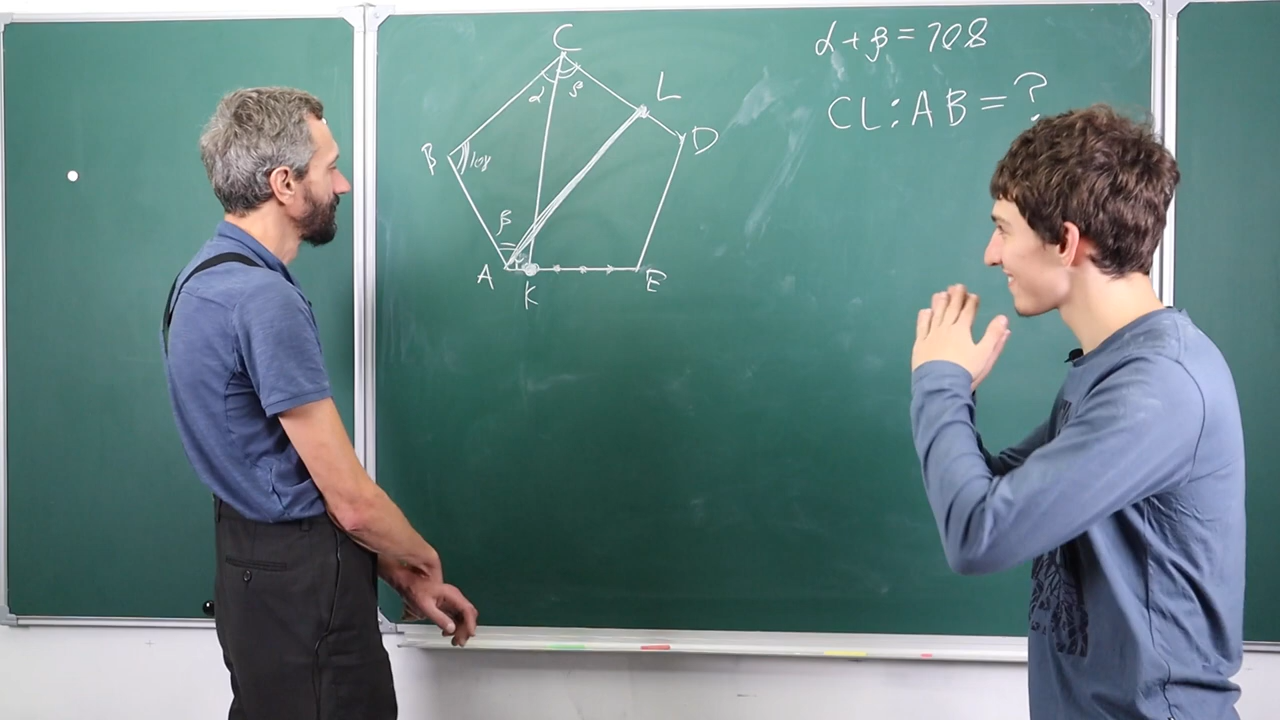 α + β = 108
CL : AB = ?
C
L
α β
B 108
D
β
A
K
E